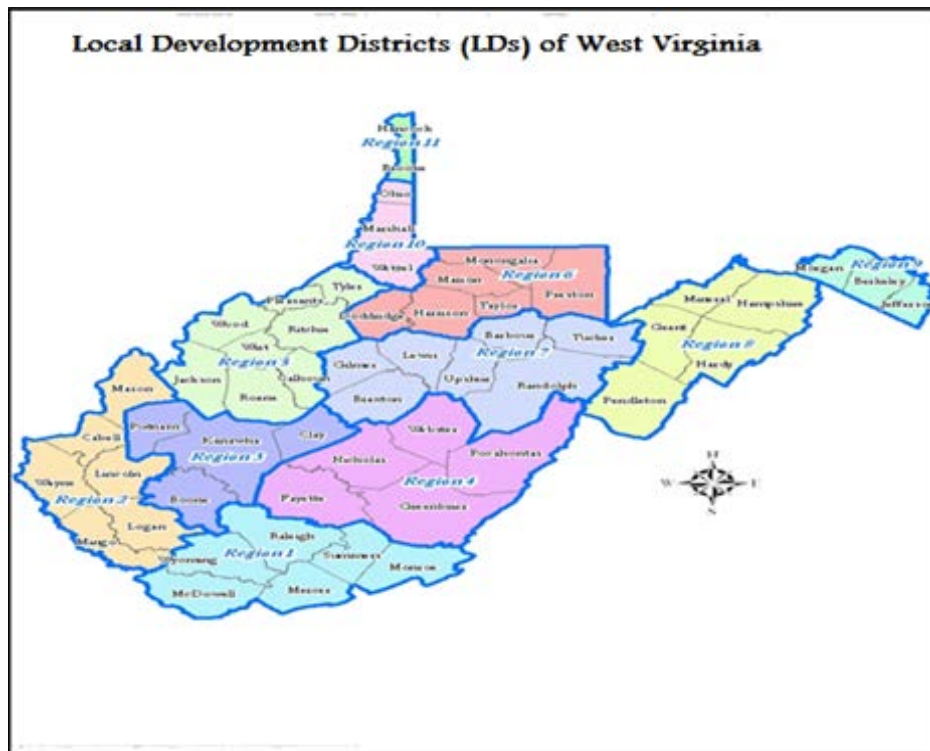 Local Development Districts (LDs) of West Virginia
Hancock
Region 11
Brooke
Ohio
Marshall
Region 10
Wetzel
Monongalia
Marion
Region 6
Preston
Taylor
Harrison
Doddridge
Morgan
Region 9
Berkeley
Jefferson
Mineral
Hampshire
Grant
Region 8
Hardy
Pendleton
Tyler
Pleasants
Wood
Ritchie
Wirt
Region 5
Calhoun
Jackson
Roane
Barbour
Tucker
Lewis
Region 7
Gilmer
Upshur
Randolph
Braxton
Mason
Cabell
Lincoln
Wayne
Region 2
Logan
Mingo
Putnam
Kanawha
Clay
Region 3
Boone
Webster
Pocahontas
Nicholas
Region 4
Fayette
Greenbrier
Raleigh
Region 1
Summers
Wyoming
Monroe
McDowell
Mercer
N
W
E
S